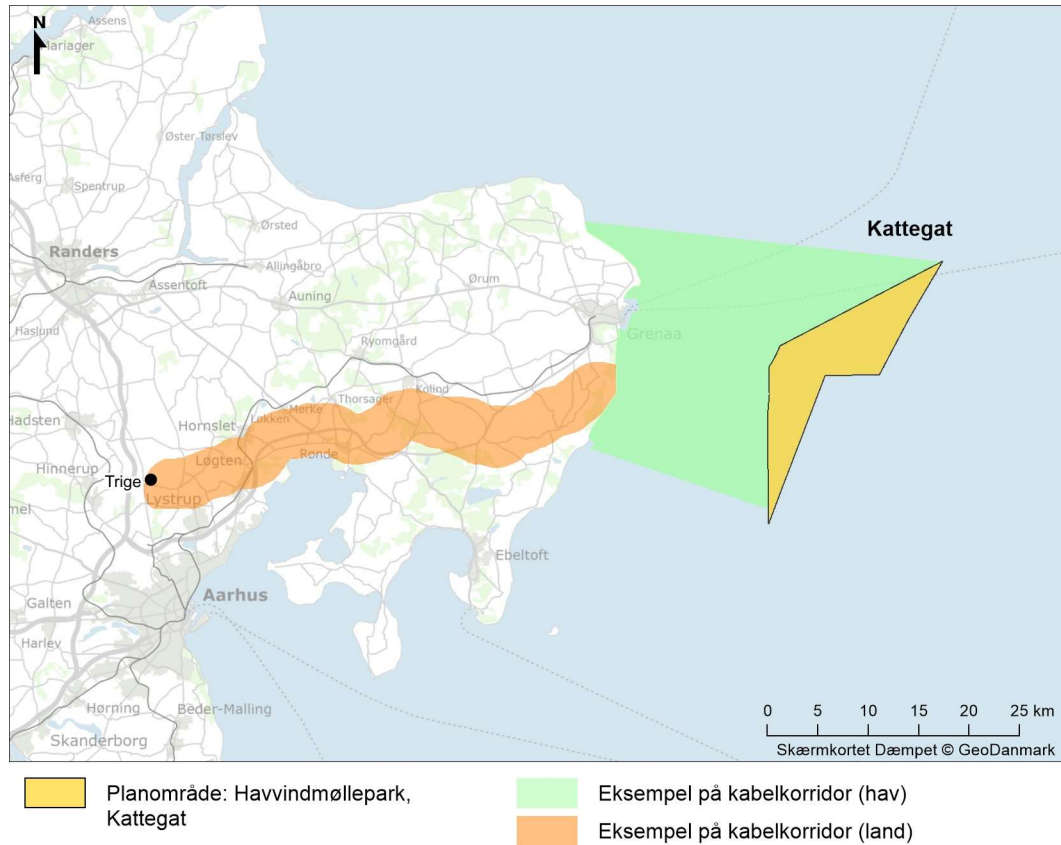 N
Assens
Mariager
Øster Tørslev
Asferg
Spentrup
Ørsted
Randers
Allingåbro
Ørum
Assentoft
Auning
Haslund
Grenaa
Ryomgård
Kattegat
Kolind
Thorsager
Mørke
Hadsten
Hornslet
Løkken
Rønde
Løgten
Hinnerup
Trige
Lystrup
mel
Ebeltoft
Galten
Aarhus
Harlev
Hørning
Beder-Malling
Skanderborg
0 5 10 15 20 25 km
Skærmkortet Dæmpet © GeoDanmark
Planområde: Havvindmøllepark,
Kattegat
Eksempel på kabelkorridor (hav)
Eksempel på kabelkorridor (land)